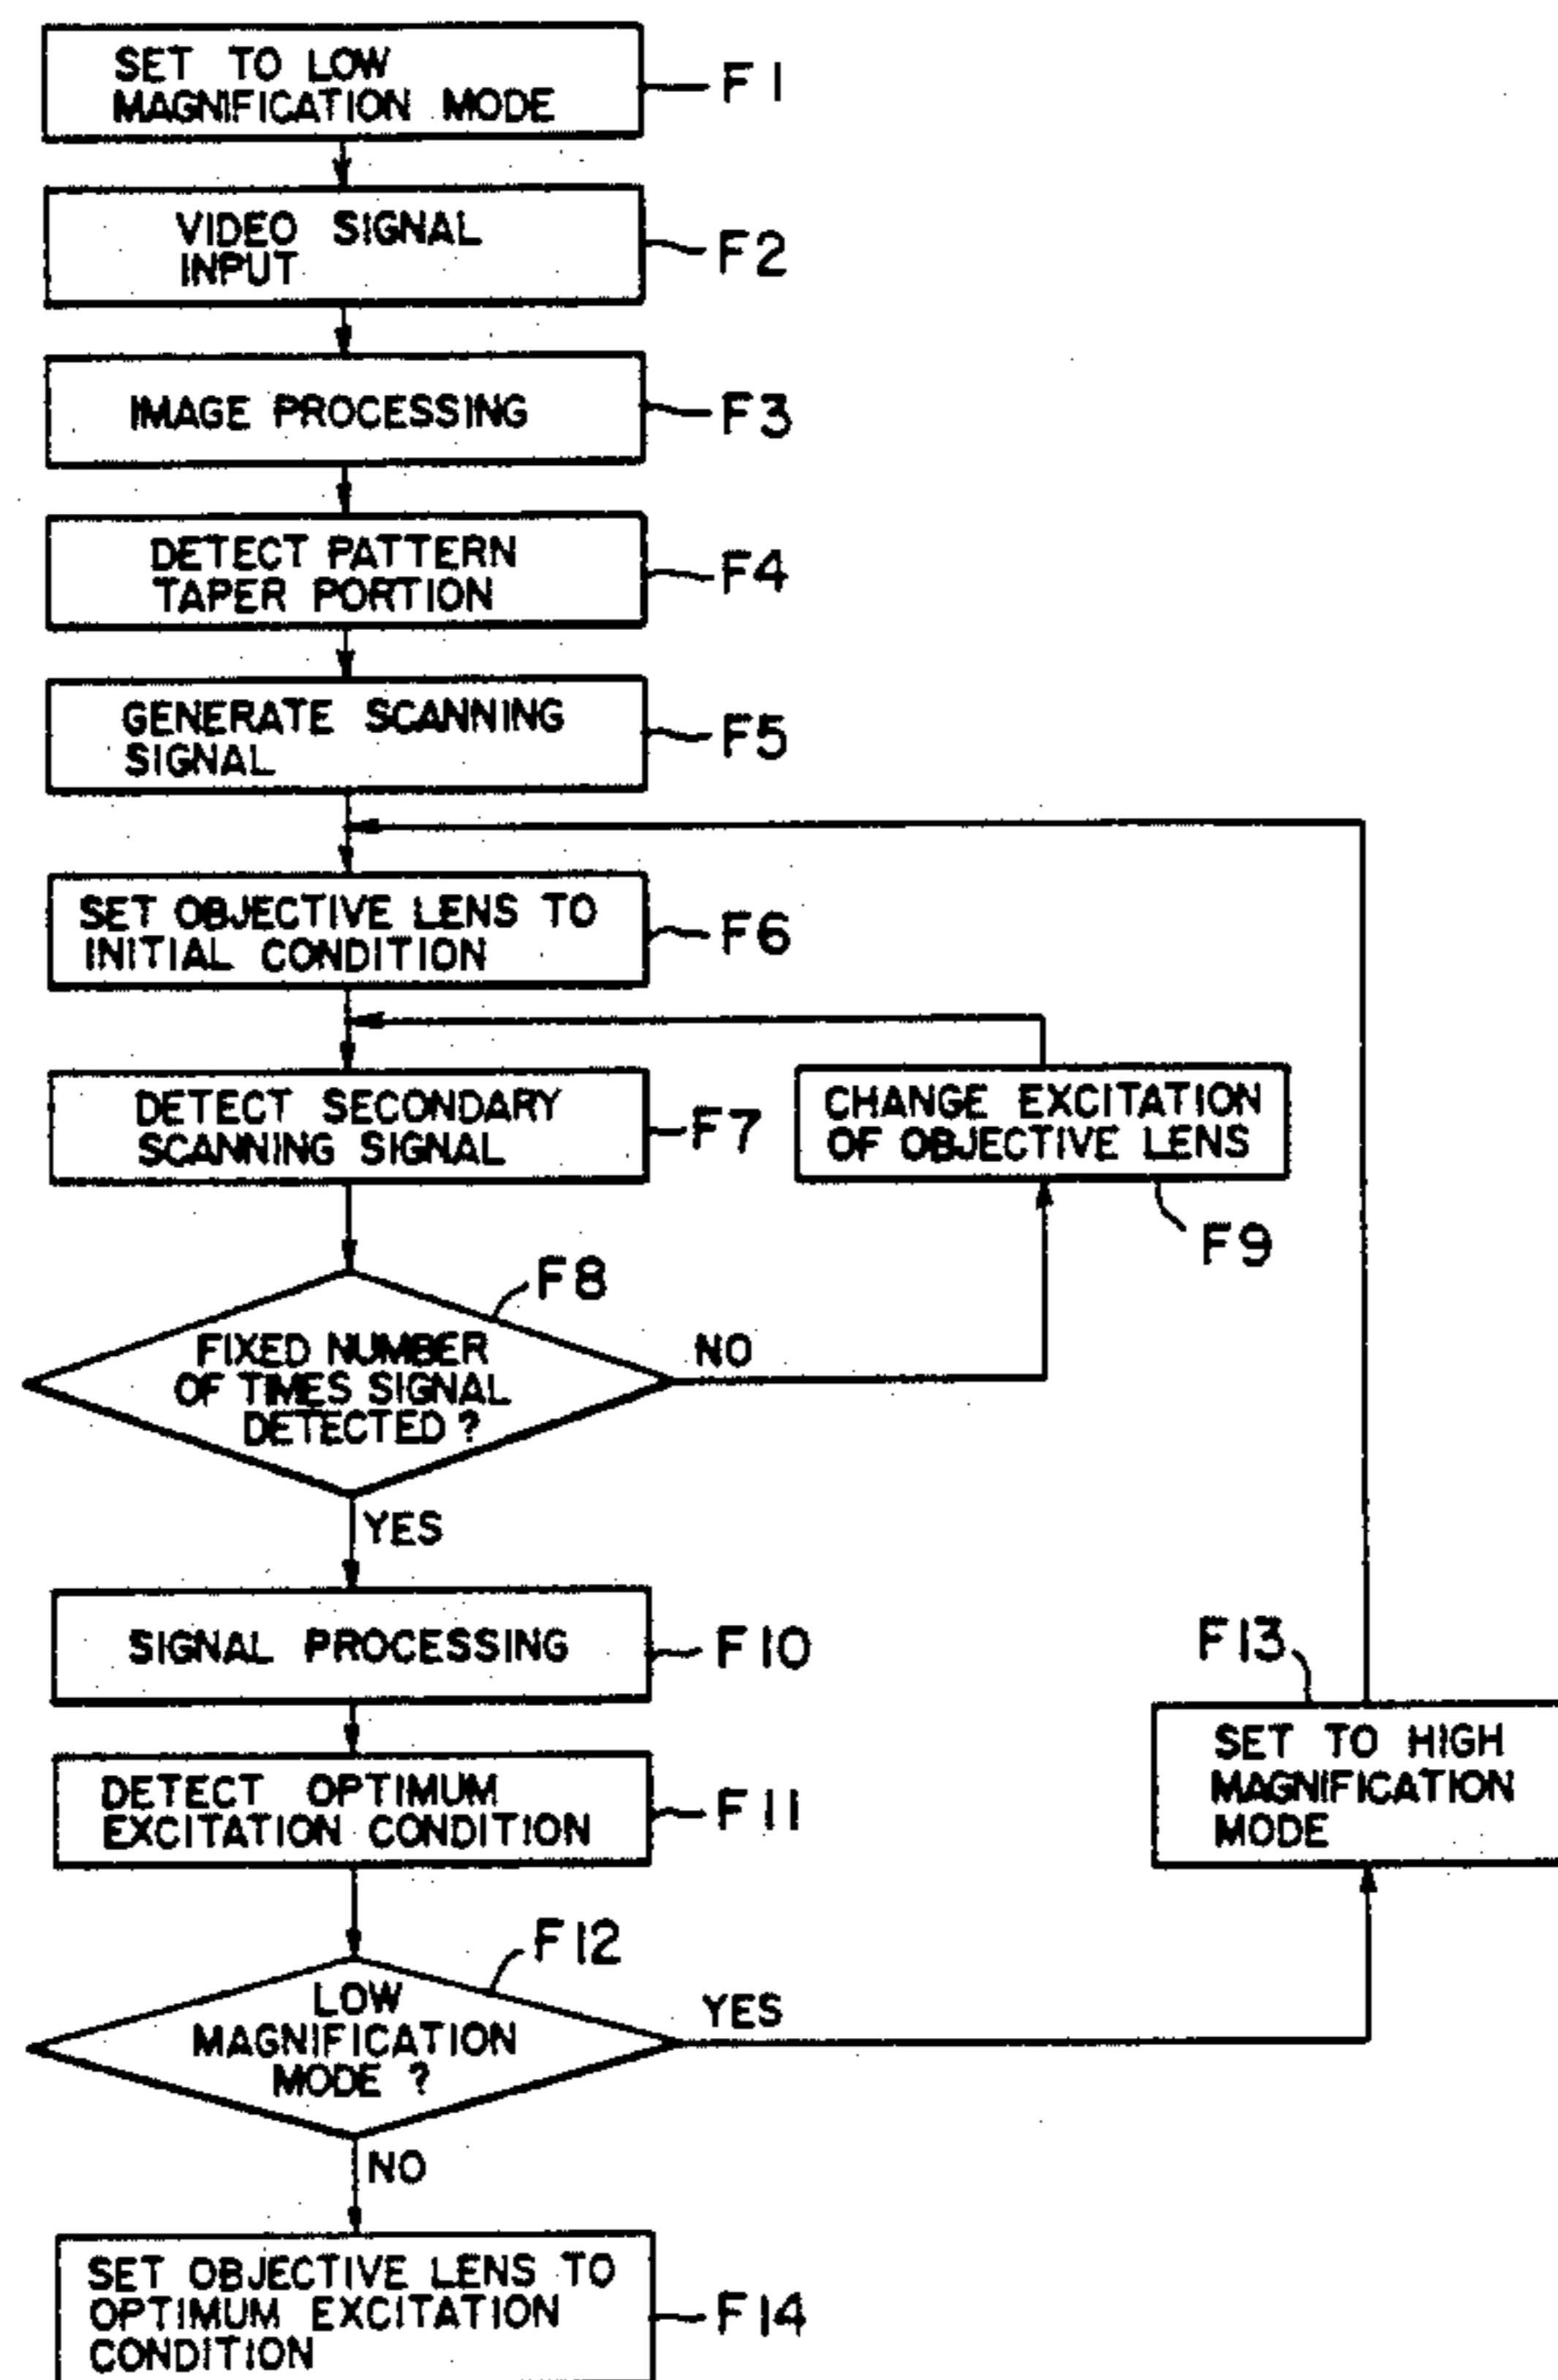 SET TO LOW
MAGNIFICATION MODE
F1
VIDEO SIGNAL
INPUT
F2
IMAGE PROCESSING
F3
DETECT PATTERN
TAPER PORTION
F4
GENERATE SCANNING
SIGNAL
F5
SET OBJECTIVE LENS TO
INITIAL CONDITION
F6
DETECT SECONDARY
SCANNING SIGNAL
F7
CHANGE EXCITATION
OF OBJECTIVE LENS
F9
F8
FIXED NUMBER
OF TIMES SIGNAL
DETECTED ?
NO
YES
SIGNAL PROCESSING
F10
F13
SET TO HIGH
MAGNIFICATION
MODE
DETECT OPTIMUM
EXCITATION CONDITION
F11
F12
LOW
MAGNIFICATION
MODE ?
YES
NO
SET OBJECTIVE LENS TO
OPTIMUM EXCITATION
CONDITION
F14